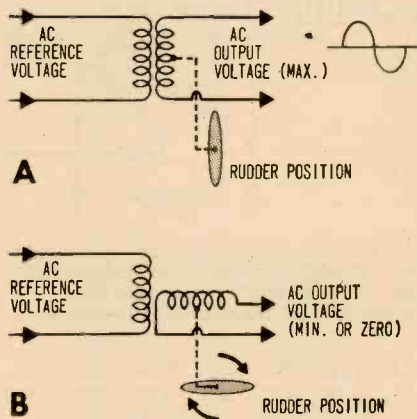 AC
REFERENCE
VOLTAGE
AC
OUTPUT
VOLTAGE (MAX.)
RUDDER POSITION
A
AC
REFERENCE
VOLTAGE
AC OUTPUT
VOLTAGE
(MIN. OR ZERO)
RUDDER POSITION
B